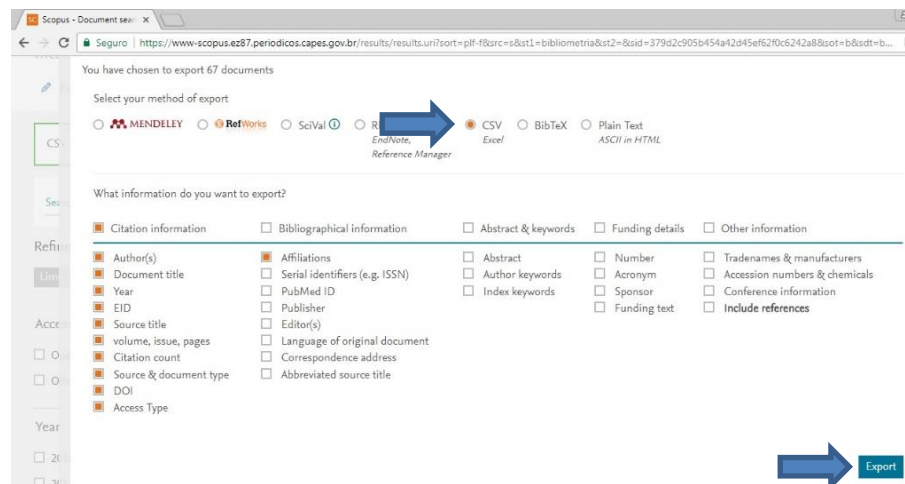 Scopus - Document sear
Seguro | https://www-scopus.ez87.periodicos.capes.gov.br/results/results.uri?sort=plf-f&src=s&st1=bibliometria&st2=&sid=379d2c905b454a42d45ef62f0c6242a8&sot=b&sdt=b...
You have chosen to export 67 documents
Select your method of export
MENDELEY RefWorks SciVal CSV BibTeX Plain Text
EndNote, Excel ASCII in HTML
Reference Manager
What information do you want to export?
Citation information Bibliographical information Abstract & keywords Funding details Other information
Author(s) Affiliations Abstract Number Tradenames & manufacturers
Document title Serial identifiers (e.g. ISSN) Author keywords Acronym Accession numbers & chemicals
Year PubMed ID Index keywords Sponsor Conference information
EID Publisher Funding text Include references
Source title Editor(s)
volume, issue, pages Language of original document
Citation count Correspondence address
Source & document type Abbreviated source title
DOI
Access Type
Year
Export